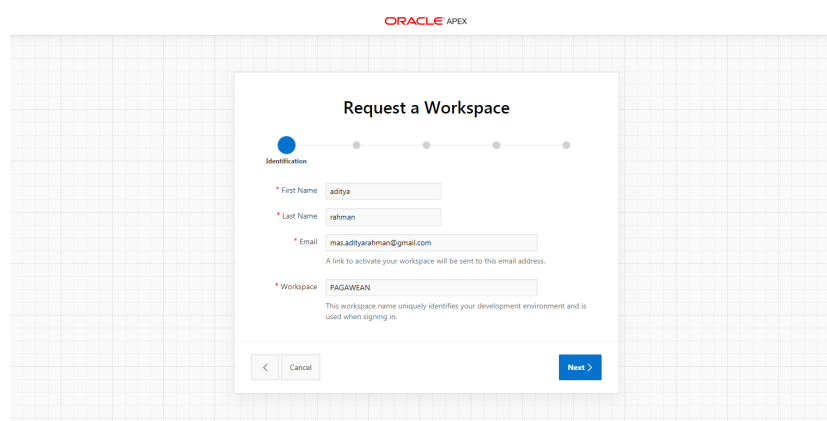 ORACLE APEX
Request a Workspace
Identification
* First Name aditya
* Last Name rahman
* Email mas.adityarahman@gmail.com
A link to activate your workspace will be sent to this email address.
* Workspace PAGAWEAN
This workspace name uniquely identifies your development environment and is
used when signing in.
< Cancel Next >